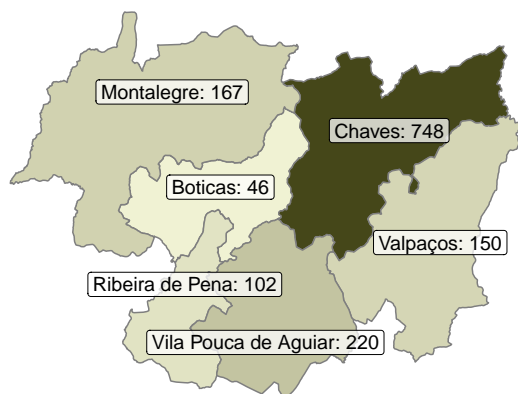 Montalegre: 167
Chaves: 748
Boticas: 46
Valpaços: 150
Ribeira de Pena: 102
Vila Pouca de Aguiar: 220